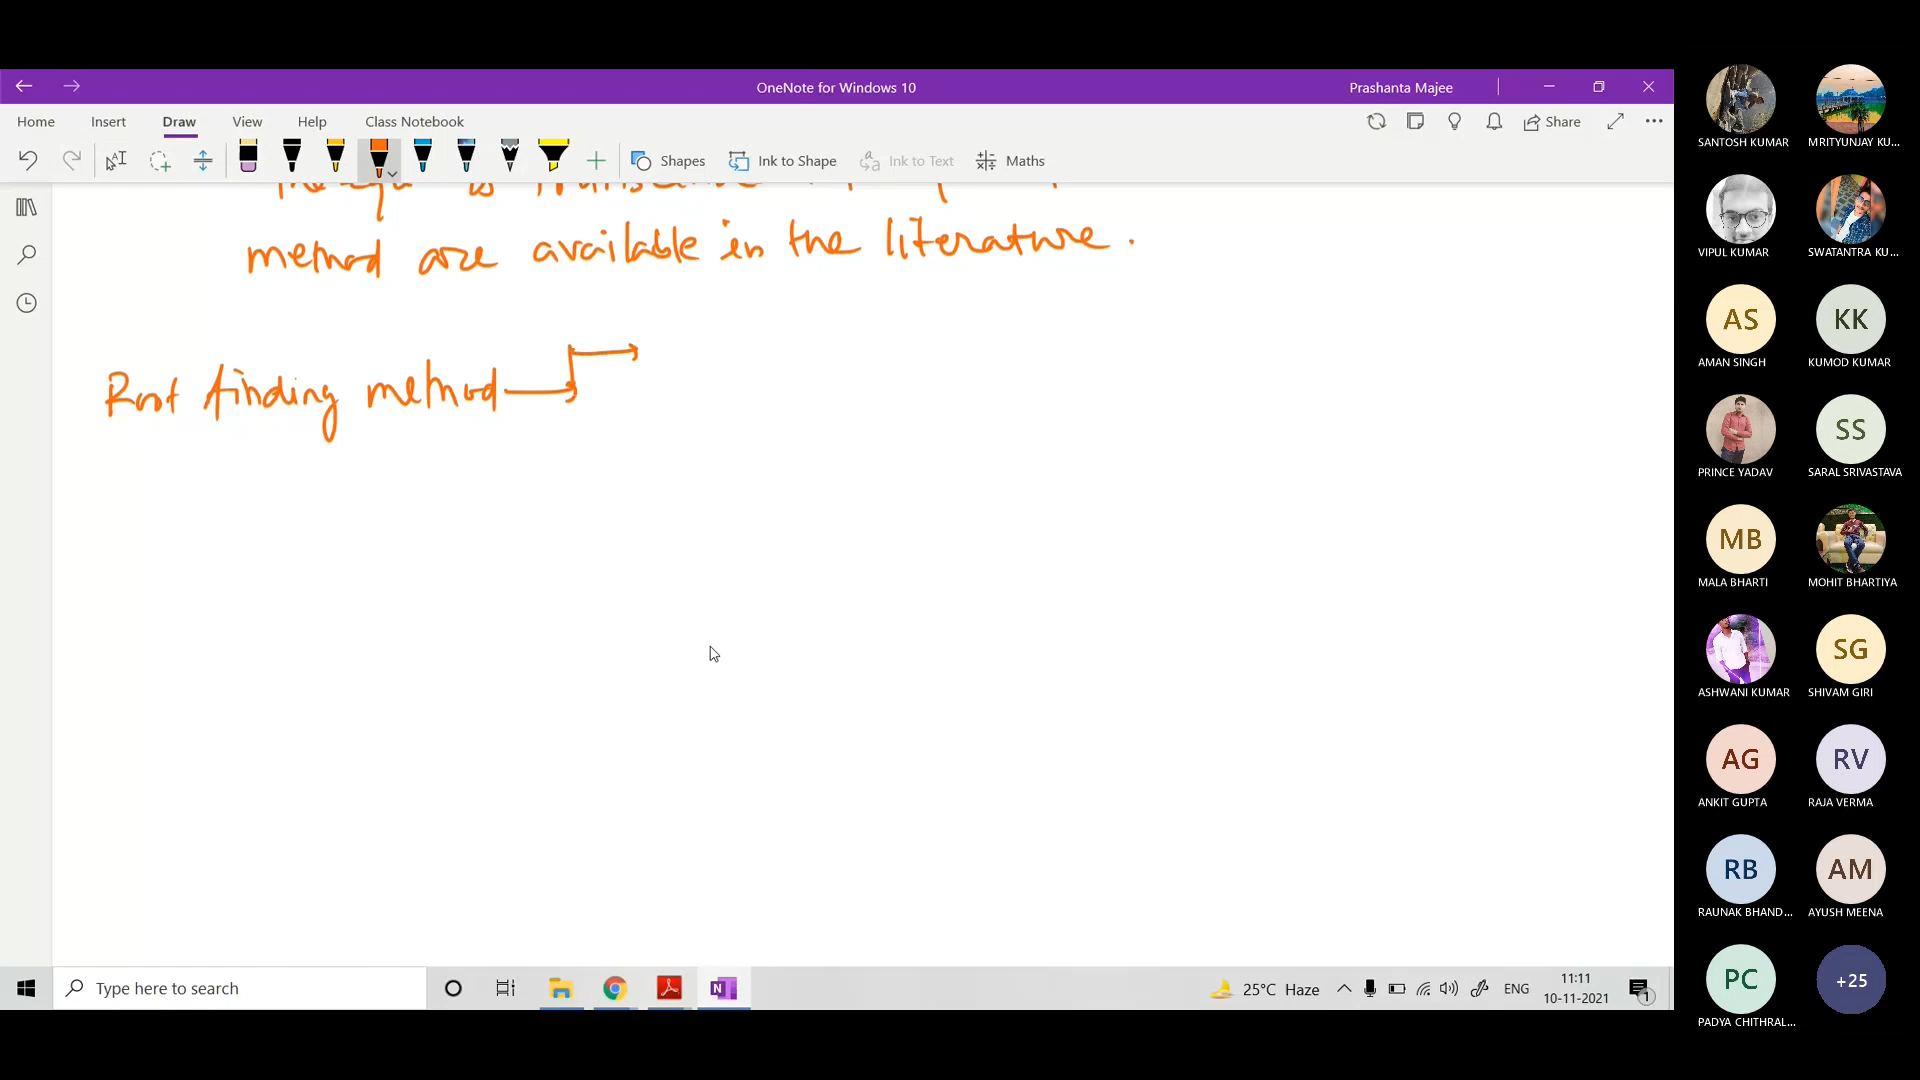 OneNote for Windows 10
Prashanta Majee
Home Insert Draw View Help Class Notebook
Share
Shapes Ink to Shape Ink to Text Maths
is
method are available in the literature.
Root finding method
Type here to search
25°C Haze
ENG
11:11
10-11-2021
1
SANTOSH KUMAR
MRITYUNJAY KU...
VIPUL KUMAR
SWATANTRA KU...
AS
KK
AMAN SINGH
KUMOD KUMAR
SS
PRINCE YADAV
SARAL SRIVASTAVA
MB
MALA BHARTI
MOHIT BHARTIYA
SG
ASHWANI KUMAR
SHIVAM GIRI
AG
RV
ANKIT GUPTA
RAJA VERMA
RB
AM
RAUNAK BHAND...
AYUSH MEENA
PC
+25
PADYA CHITHRAL...